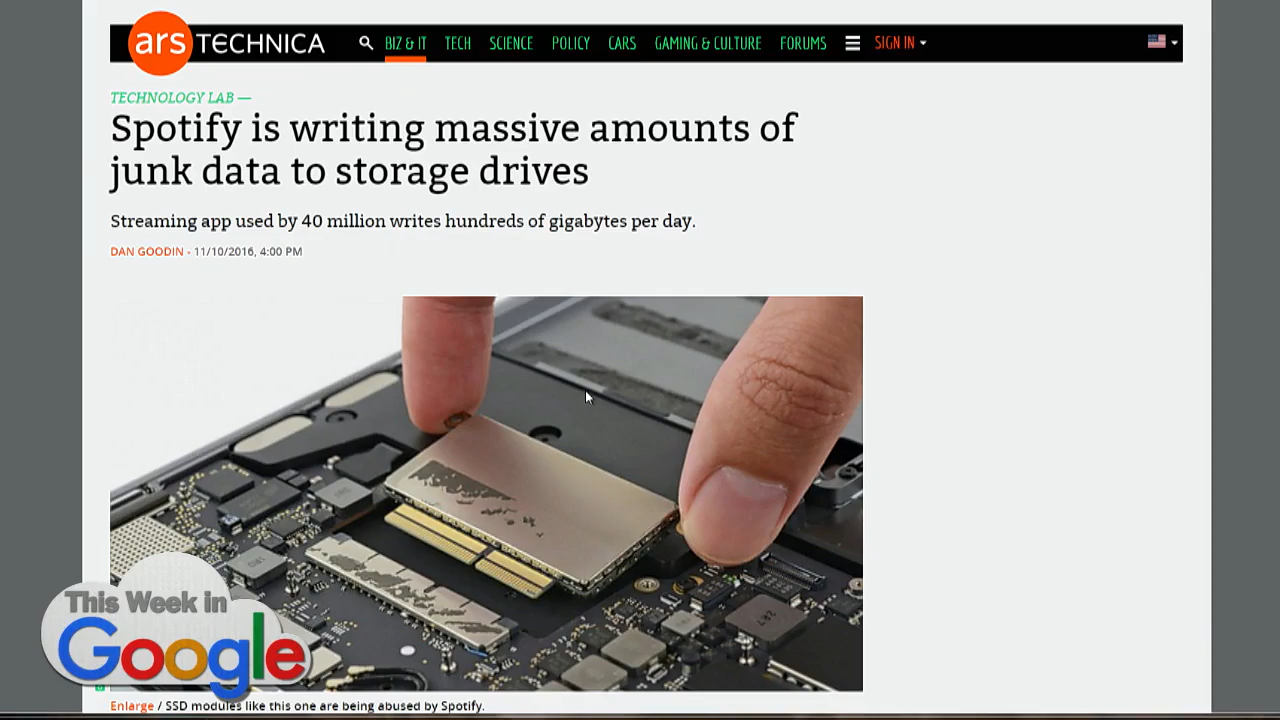 ars TECHNICA
BIZ & IT TECH SCIENCE POLICY CARS GAMING & CULTURE FORUMS SIGN IN
TECHNOLOGY LAB —
Spotify is writing massive amounts of
junk data to storage drives
Streaming app used by 40 million writes hundreds of gigabytes per day.
DAN GOODIN - 11/10/2016, 4:00 PM
This Week in
Google
Enlarge / SSD modules like this one are being abused by Spotify.